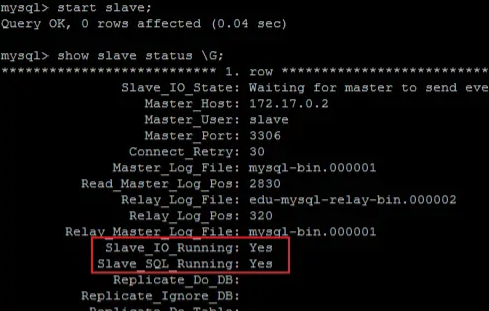 mysql> start slave;
Query OK, 0 rows affected (0.04 sec)
mysql> show slave status \G;
*************************** 1. row ***************************
Slave_IO_State: Waiting for master to send eve
Master_Host: 172.17.0.2
Master_User: slave
Master_Port: 3306
Connect_Retry: 30
Master_Log_File: mysql-bin.000001
Read_Master_Log_Pos: 2830
Relay_Log_File: edu-mysql-relay-bin.000002
Relay_Log_Pos: 320
Relay_Master_Log_File: mysql-bin.000001
Slave_IO_Running: Yes
Slave_SQL_Running: Yes
Replicate_Do_DB:
Replicate_Ignore_DB:
Replicate_Do_Table: